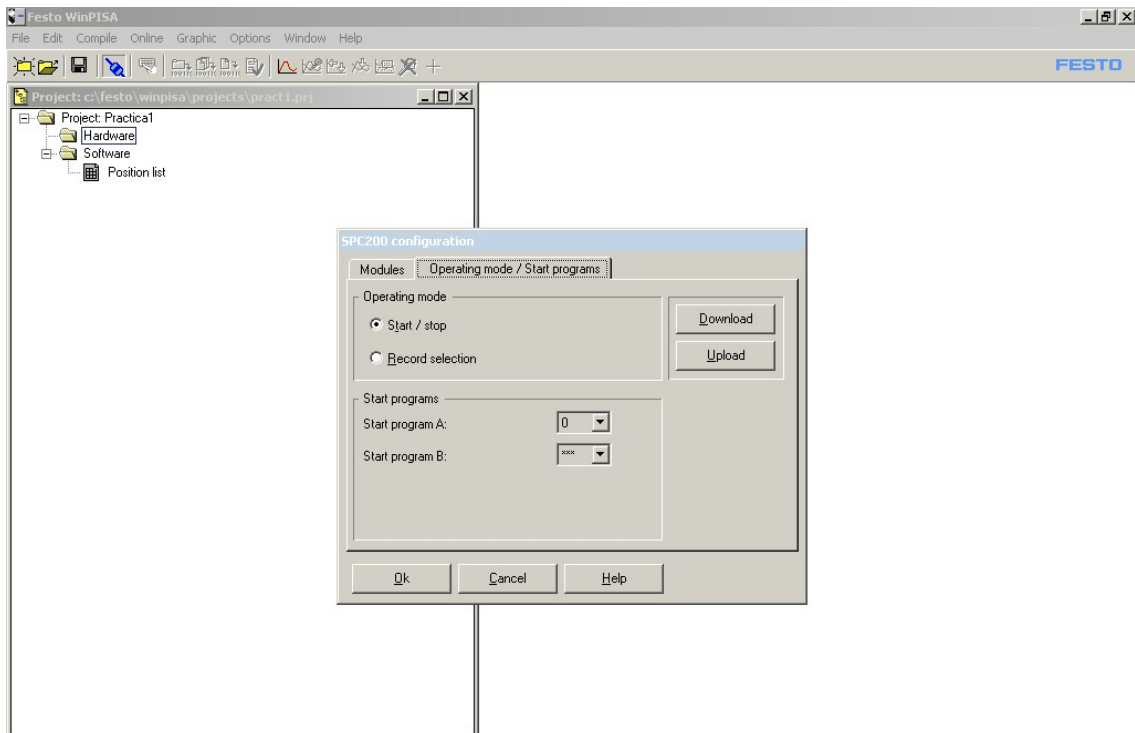 Festo WinPISA
File Edit Compile Online Graphic Options Window Help
FESTO
Project: c:\festo\winpisa\projects\pract1.prj
Project: Practica1
Hardware
Software
Position list
SPC200 configuration
Modules Operating mode / Start programs
Operating mode
Start / stop
Record selection
Download
Upload
Start programs
Start program A: 0
Start program B: ***
Ok Cancel Help